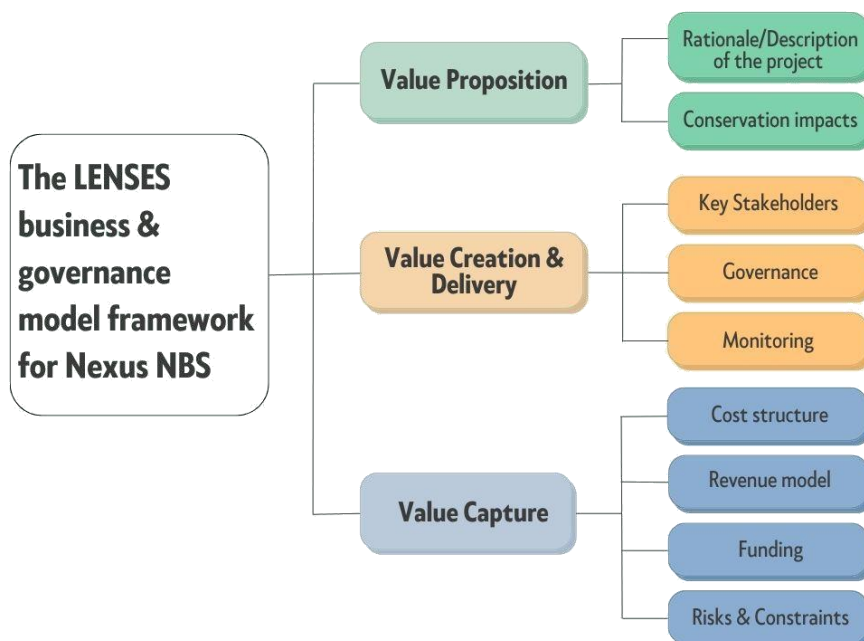 The LENSES
business &
governance
model framework
for Nexus NBS
Value Proposition
Rationale/Description
of the project
Conservation impacts
Value Creation &
Delivery
Key Stakeholders
Governance
Monitoring
Value Capture
Cost structure
Revenue model
Funding
Risks & Constraints